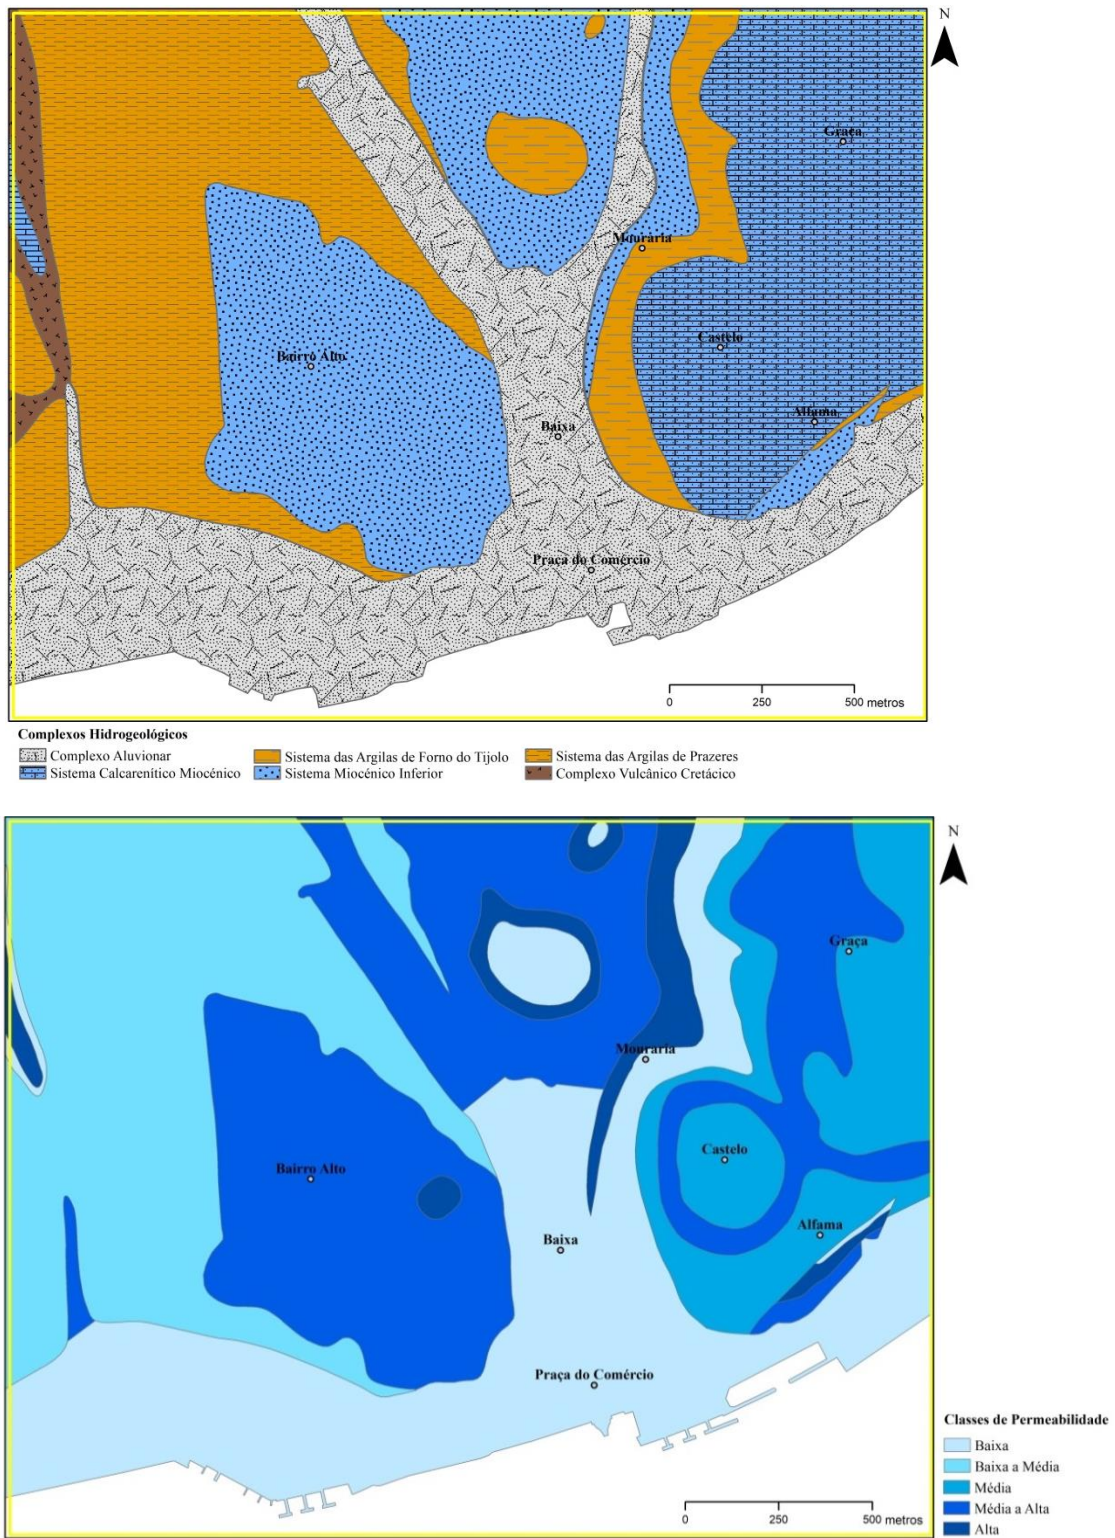 N
Graça
Mouraria
Castelo
Bairro Alto
Alfama
Baixa
Praça do Comércio
0 250 500 metros
Complexos Hidrogeológicos
Complexo Aluvionar Sistema das Argilas de Forno do Tijolo Sistema das Argilas de Prazeres
Sistema Calcarenítico Miocénico Sistema Miocénico Inferior Complexo Vulcânico Cretácico
N
Graça
Mouraria
Castelo
Bairro Alto
Alfama
Baixa
Praça do Comércio
Classes de Permeabilidade
Baixa
Baixa a Média
Média
Média a Alta
Alta
0 250 500 metros